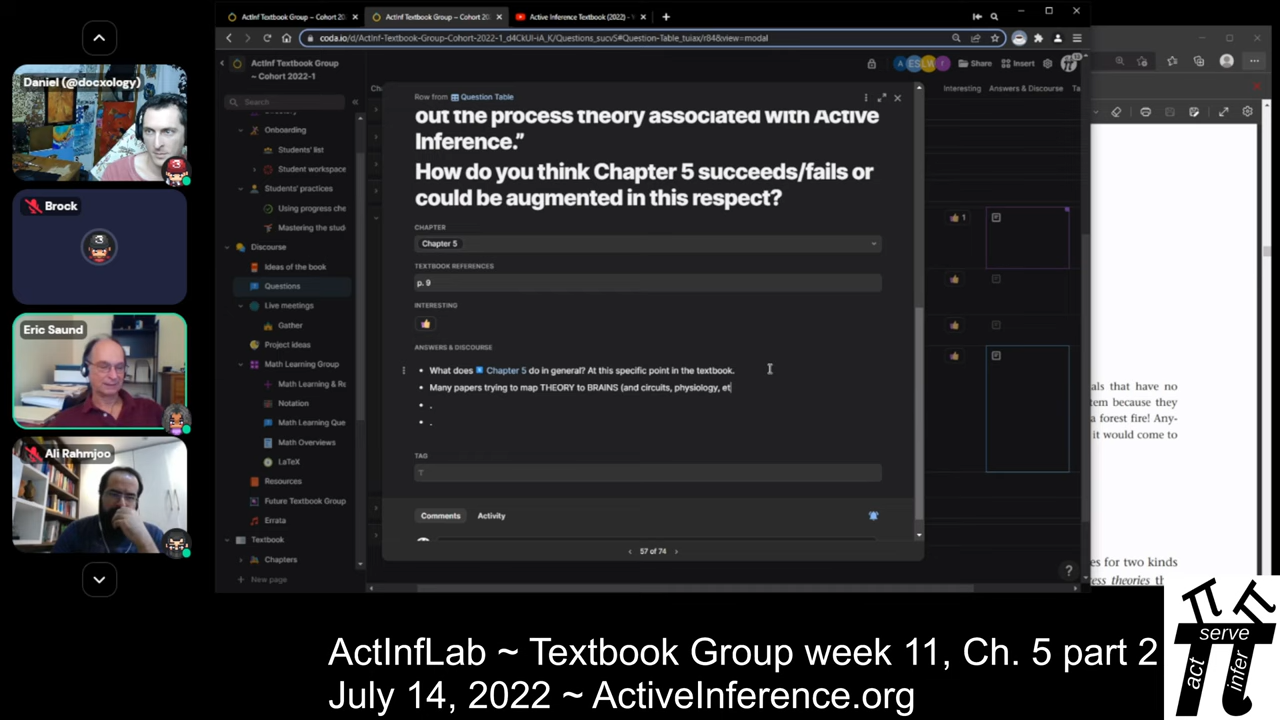 Daniel (@docxology)
Brock
Eric Saund
Ali Rahmjoo
ActInf Textbook Group ~ Cohort 202
ActInf Textbook Group ~ Cohort 202
Active Inference Textbook (2022) -
coda.io/d/ActInf-Textbook-Group-Cohort-2022-1_d4CkUI-iA_K/Questions_sucv5#Question-Table_tuiax/r84&view=modal
ActInf Textbook Group
~ Cohort 2022-1
Share
Insert
Search
Onboarding
Students' list
Student workspace
Students' practices
Using progress che
Mastering the stud
Discourse
Ideas of the book
Questions
Live meetings
Gather
Project ideas
Math Learning Group
Math Learning & Re
Notation
Math Learning Que
Math Overviews
LaTeX
Resources
Future Textbook Group
Errata
Textbook
Chapters
New page
Interesting
Answers & Discourse
Ta
1
Row from Question Table
out the process theory associated with Active
Inference.”
How do you think Chapter 5 succeeds/fails or
could be augmented in this respect?
CHAPTER
Chapter 5
TEXTBOOK REFERENCES
p. 9
INTERESTING
ANSWERS & DISCOURSE
• What does Chapter 5 do in general? At this specific point in the textbook.
• Many papers trying to map THEORY to BRAINS (and circuits, physiology, et
• .
• .
TAG
Comments
Activity
57 of 74
als that have no
tem because they
a forest fire! Any-
it would come to
es for two kinds
ess theories th
ActInfLab ~ Textbook Group week 11, Ch. 5 part 2
July 14, 2022 ~ ActiveInference.org
serve
act
infer